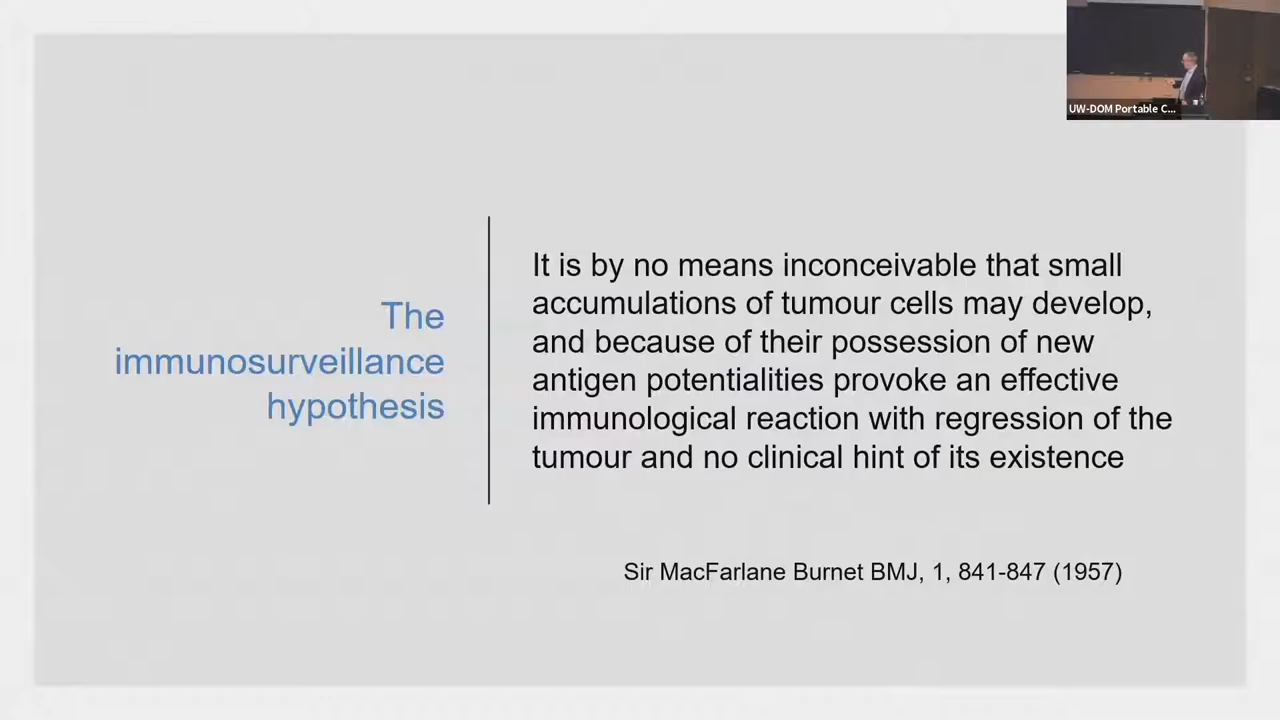 UW-DOM Portable C...
The
immunosurveillance
hypothesis
It is by no means inconceivable that small
accumulations of tumour cells may develop,
and because of their possession of new
antigen potentialities provoke an effective
immunological reaction with regression of the
tumour and no clinical hint of its existence
Sir MacFarlane Burnet BMJ, 1, 841-847 (1957)